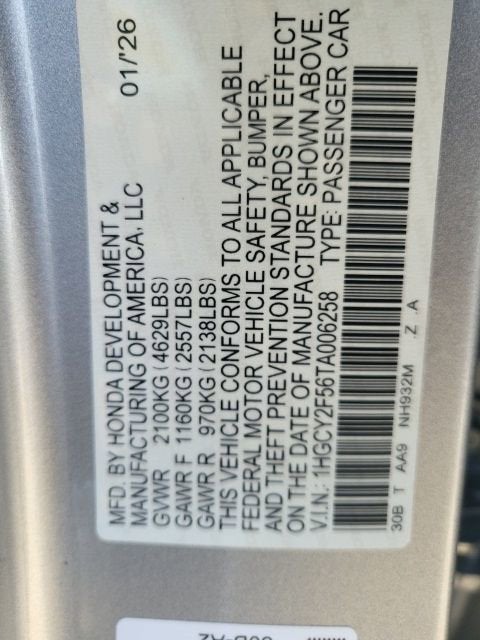 MFD. BY HONDA DEVELOPMENT & 01/'26
MANUFACTURING OF AMERICA, LLC
GVWR 2100KG (4629LBS)
GAWR F 1160KG (2557LBS)
GAWR R 970KG (2138LBS)
THIS VEHICLE CONFORMS TO ALL APPLICABLE
FEDERAL MOTOR VEHICLE SAFETY, BUMPER,
AND THEFT PREVENTION STANDARDS IN EFFECT
ON THE DATE OF MANUFACTURE SHOWN ABOVE.
V.I.N.: 1HGCY2F56TA006258 TYPE: PASSENGER CAR
30B T AA9 NH932M .Z .A